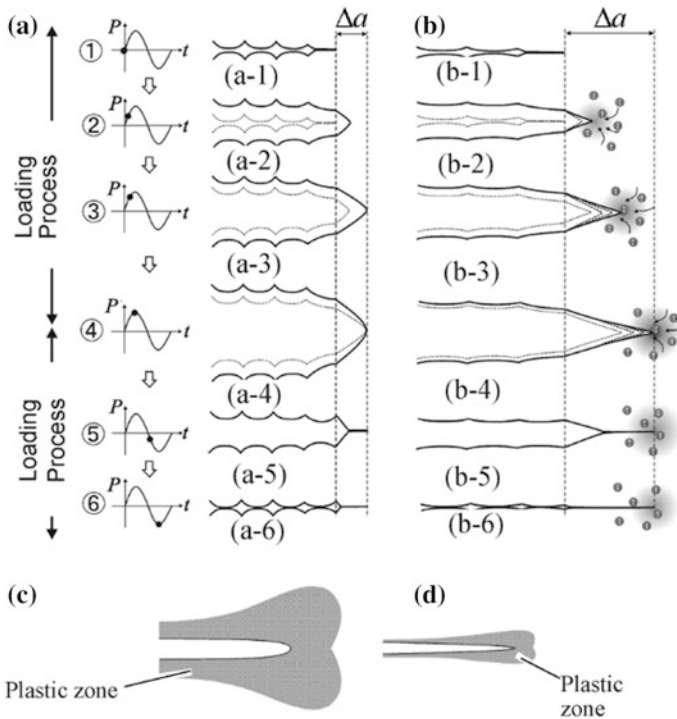 (a)
Δa
(b)
Δa
Loading
Process
① P t (a-1) (b-1)
② P t (a-2) (b-2)
③ P t (a-3) (b-3)
④ P t (a-4) (b-4)
Loading
Process
⑤ P t (a-5) (b-5)
⑥ P t (a-6) (b-6)
(c)
(d)
Plastic zone
Plastic
zone